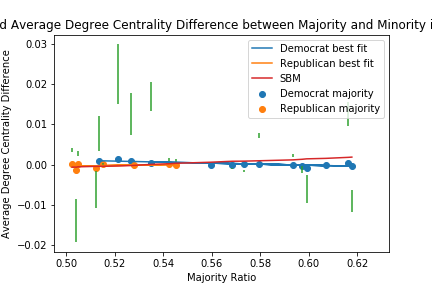 d Average Degree Centrality Difference between Majority and Minority i
0.03
0.02
0.01
0.00
−0.01
−0.02
Average Degree Centrality Difference
Democrat best fit
Republican best fit
SBM
Democrat majority
Republican majority
0.50 0.52 0.54 0.56 0.58 0.60 0.62
Majority Ratio